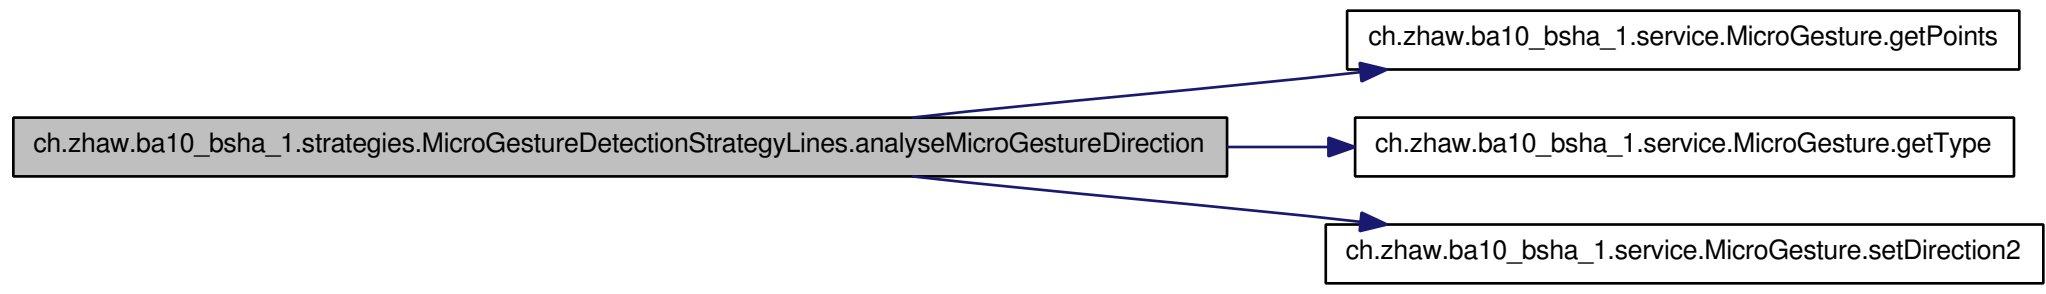 ch.zhaw.ba10_bsha_1.service.MicroGesture.getPoints
ch.zhaw.ba10_bsha_1.strategies.MicroGestureDetectionStrategyLines.analyseMicroGestureDirection
ch.zhaw.ba10_bsha_1.service.MicroGesture.getType
ch.zhaw.ba10_bsha_1.service.MicroGesture.setDirection2